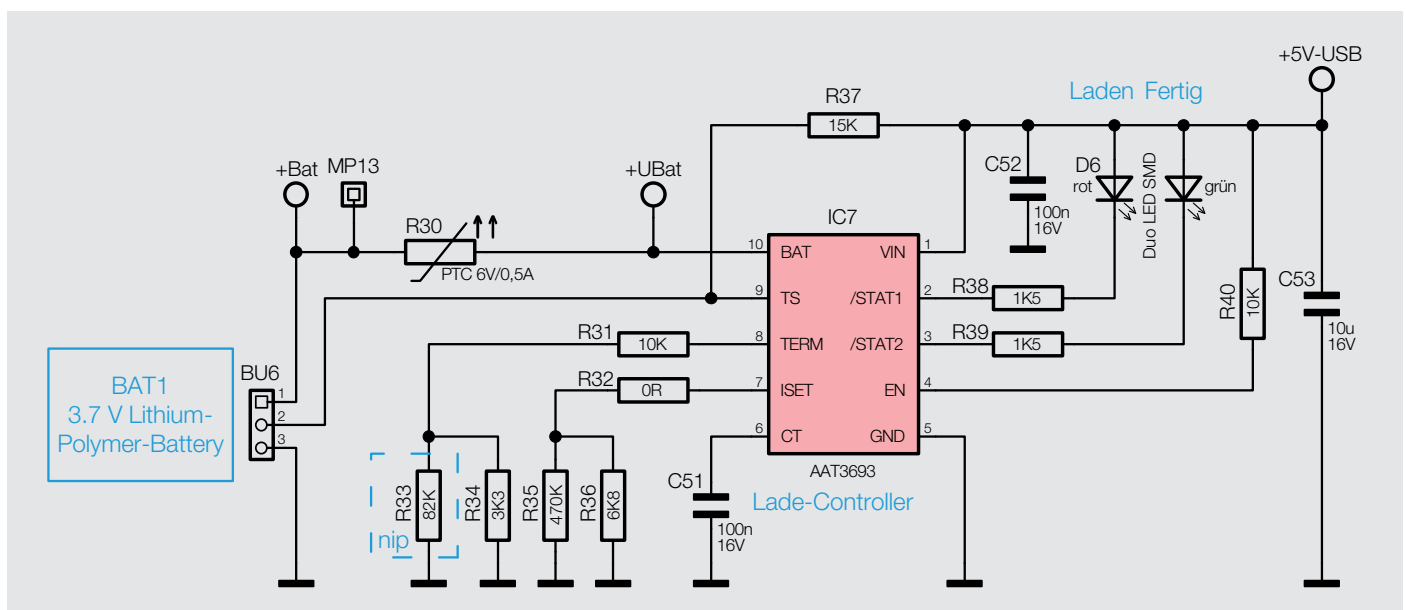 +5V-USB
Laden Fertig
R37
15K
+Bat
MP13
+UBat
C52
100n
16V
D6
rot
Duo LED SMD
grün
R30
PTC 6V/0,5A
IC7
10 BAT VIN 1
9 TS /STAT1 2
8 TERM /STAT2 3
7 ISET EN 4
6 CT GND 5
AAT3693
Lade-Controller
R38
1K5
R39
1K5
R40
10K
C53
10u
16V
R31
10K
R32
0R
BAT1
3.7 V Lithium-
Polymer-Battery
BU6
1
2
3
R33
82K
nip
R34
3K3
R35
470K
R36
6K8
C51
100n
16V